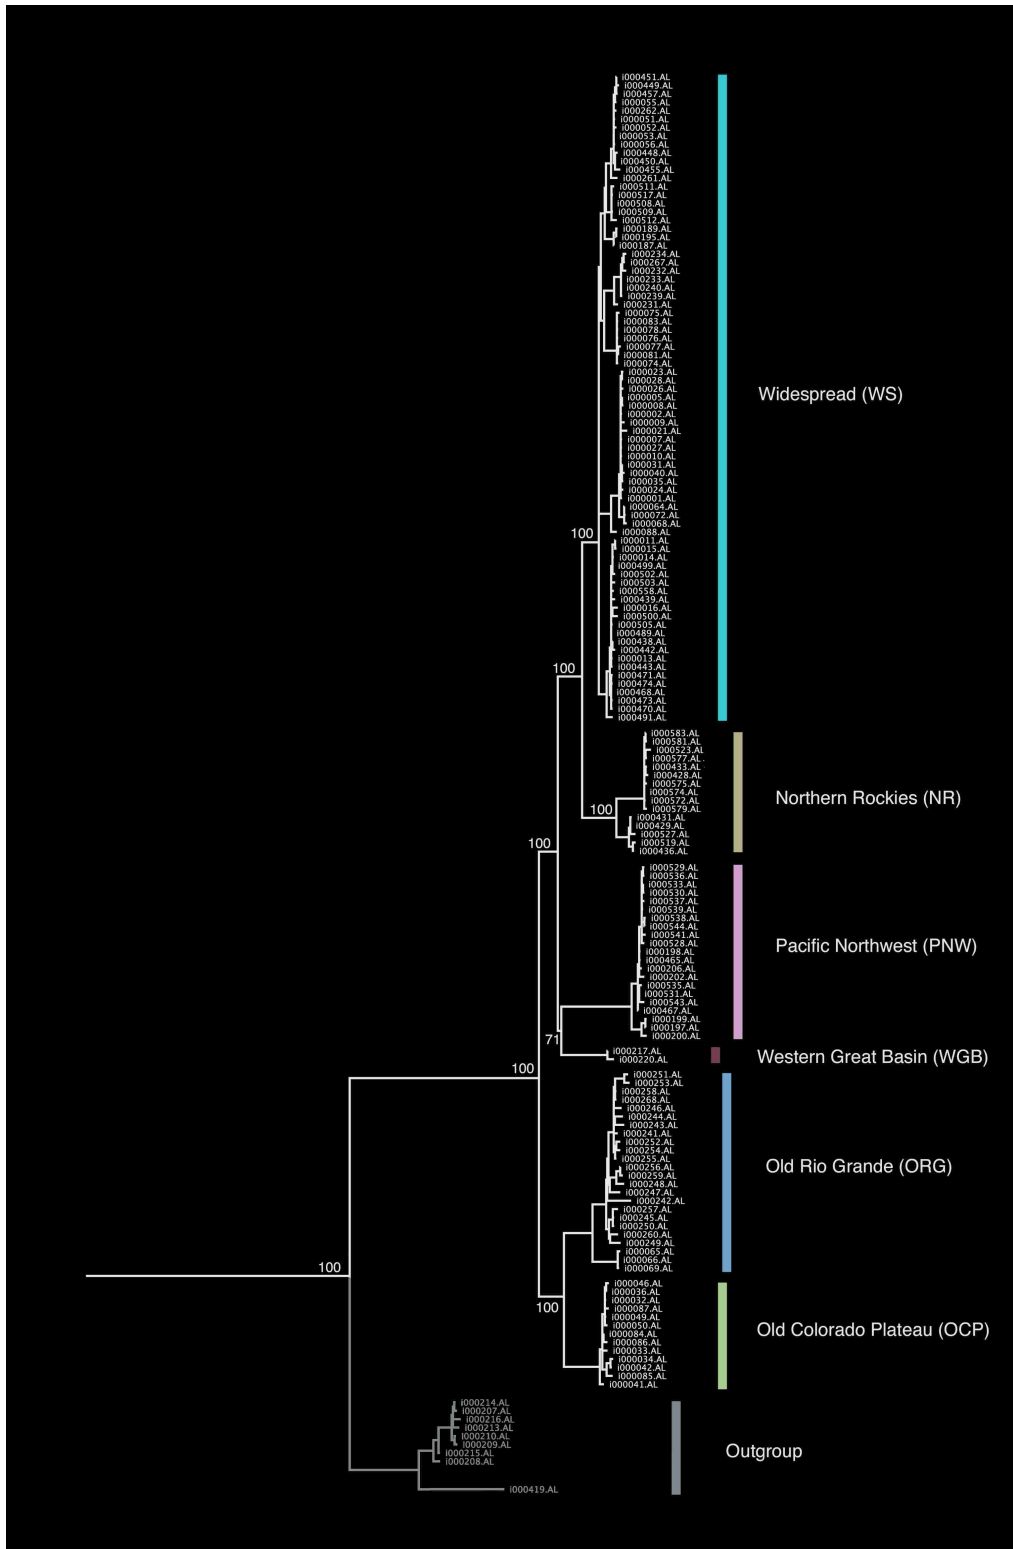 i000451.AL
i000449.AL
i000457.AL
i000055.AL
i000262.AL
i000051.AL
i000052.AL
i000053.AL
i000056.AL
i000448.AL
i000450.AL
i000455.AL
i000261.AL
i000511.AL
i000517.AL
i000508.AL
i000509.AL
i000512.AL
i000189.AL
i000195.AL
i000187.AL
i000234.AL
i000267.AL
i000232.AL
i000233.AL
i000240.AL
i000239.AL
i000231.AL
i000075.AL
i000083.AL
i000078.AL
i000076.AL
i000077.AL
i000081.AL
i000074.AL
i000023.AL
i000028.AL
i000026.AL
Widespread (WS)
i000005.AL
i000008.AL
i000002.AL
i000009.AL
i000021.AL
i000007.AL
i000027.AL
i000010.AL
i000031.AL
i000040.AL
i000035.AL
i000024.AL
i000001.AL
i000064.AL
i000072.AL
i000068.AL
i000088.AL
100
i000011.AL
i000015.AL
i000014.AL
i000499.AL
i000502.AL
i000503.AL
i000558.AL
i000439.AL
i000016.AL
i000500.AL
i000505.AL
i000489.AL
i000438.AL
i000442.AL
i000013.AL
i000443.AL
100
i000471.AL
i000474.AL
i000468.AL
i000473.AL
i000470.AL
i000491.AL
i000583.AL
i000581.AL
i000523.AL
i000577.AL
i000433.AL
i000428.AL
i000575.AL
i000574.AL
Northern Rockies (NR)
i000572.AL
i000579.AL
100
i000431.AL
i000429.AL
i000527.AL
i000519.AL
100
i000436.AL
i000529.AL
i000536.AL
i000533.AL
i000530.AL
i000537.AL
i000539.AL
i000538.AL
i000544.AL
i000541.AL
i000528.AL
Pacific Northwest (PNW)
i000198.AL
i000465.AL
i000206.AL
i000202.AL
i000535.AL
i000531.AL
i000543.AL
i000467.AL
i000199.AL
i000197.AL
i000200.AL
71
i000217.AL
i000220.AL
Western Great Basin (WGB)
100
i000251.AL
i000253.AL
i000258.AL
i000268.AL
i000246.AL
i000244.AL
i000243.AL
i000241.AL
i000252.AL
i000254.AL
i000255.AL
i000256.AL
Old Rio Grande (ORG)
i000259.AL
i000248.AL
i000247.AL
i000242.AL
i000257.AL
i000245.AL
i000250.AL
i000260.AL
i000249.AL
i000065.AL
i000066.AL
i000069.AL
100
i000046.AL
i000036.AL
i000032.AL
i000087.AL
100
i000049.AL
i000050.AL
i000084.AL
Old Colorado Plateau (OCP)
i000086.AL
i000033.AL
i000034.AL
i000042.AL
i000085.AL
i000041.AL
i000214.AL
i000207.AL
i000216.AL
i000213.AL
i000210.AL
i000209.AL
Outgroup
i000215.AL
i000208.AL
i000419.AL